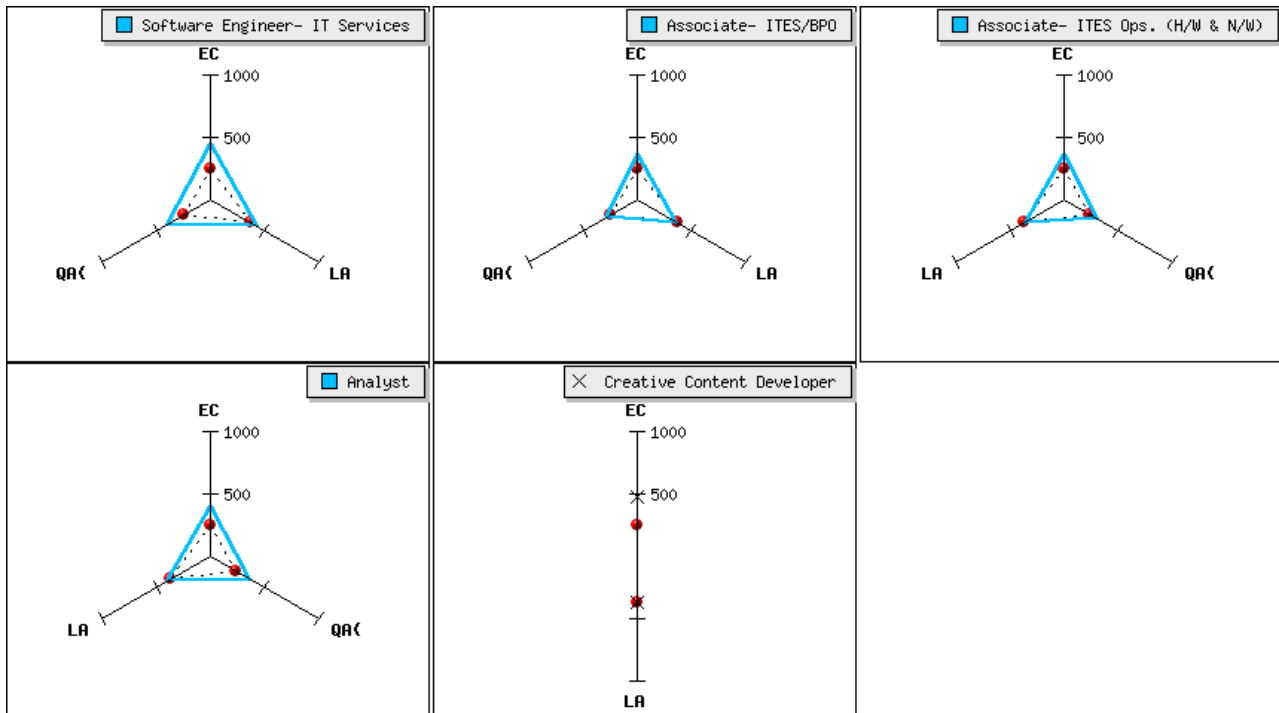 Software Engineer- IT Services
EC
1000
500
QA(
LA
Associate- ITES/BPO
EC
1000
500
QA(
LA
Associate- ITES Ops. (H/W & N/W)
EC
1000
500
LA
QA(
Analyst
EC
1000
500
LA
QA(
Creative Content Developer
EC
1000
500
LA